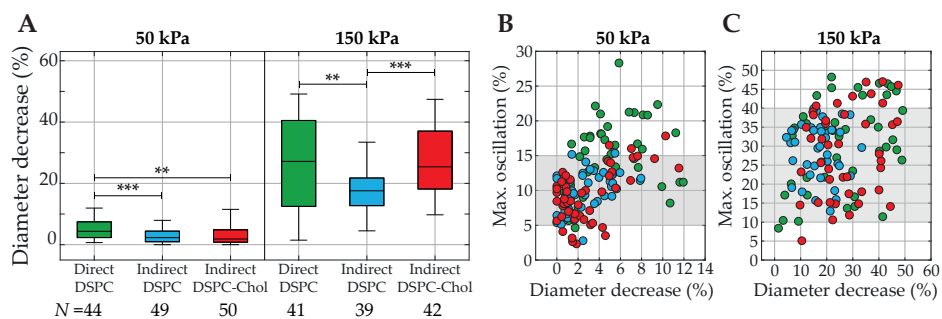 A
50 kPa
150 kPa
Diameter decrease (%)
60
40
20
0
***
**
**
***
Direct DSPC
Indirect DSPC
Indirect DSPC-Chol
Direct DSPC
Indirect DSPC
Indirect DSPC-Chol
N =44 49 50 41 39 42
B
50 kPa
Max. oscillation (%)
30
25
20
15
10
5
0
0 2 4 6 8 10 12 14
Diameter decrease (%)
C
150 kPa
Max. oscillation (%)
50
45
40
35
30
25
20
15
10
5
0
0 10 20 30 40 50 60
Diameter decrease (%)